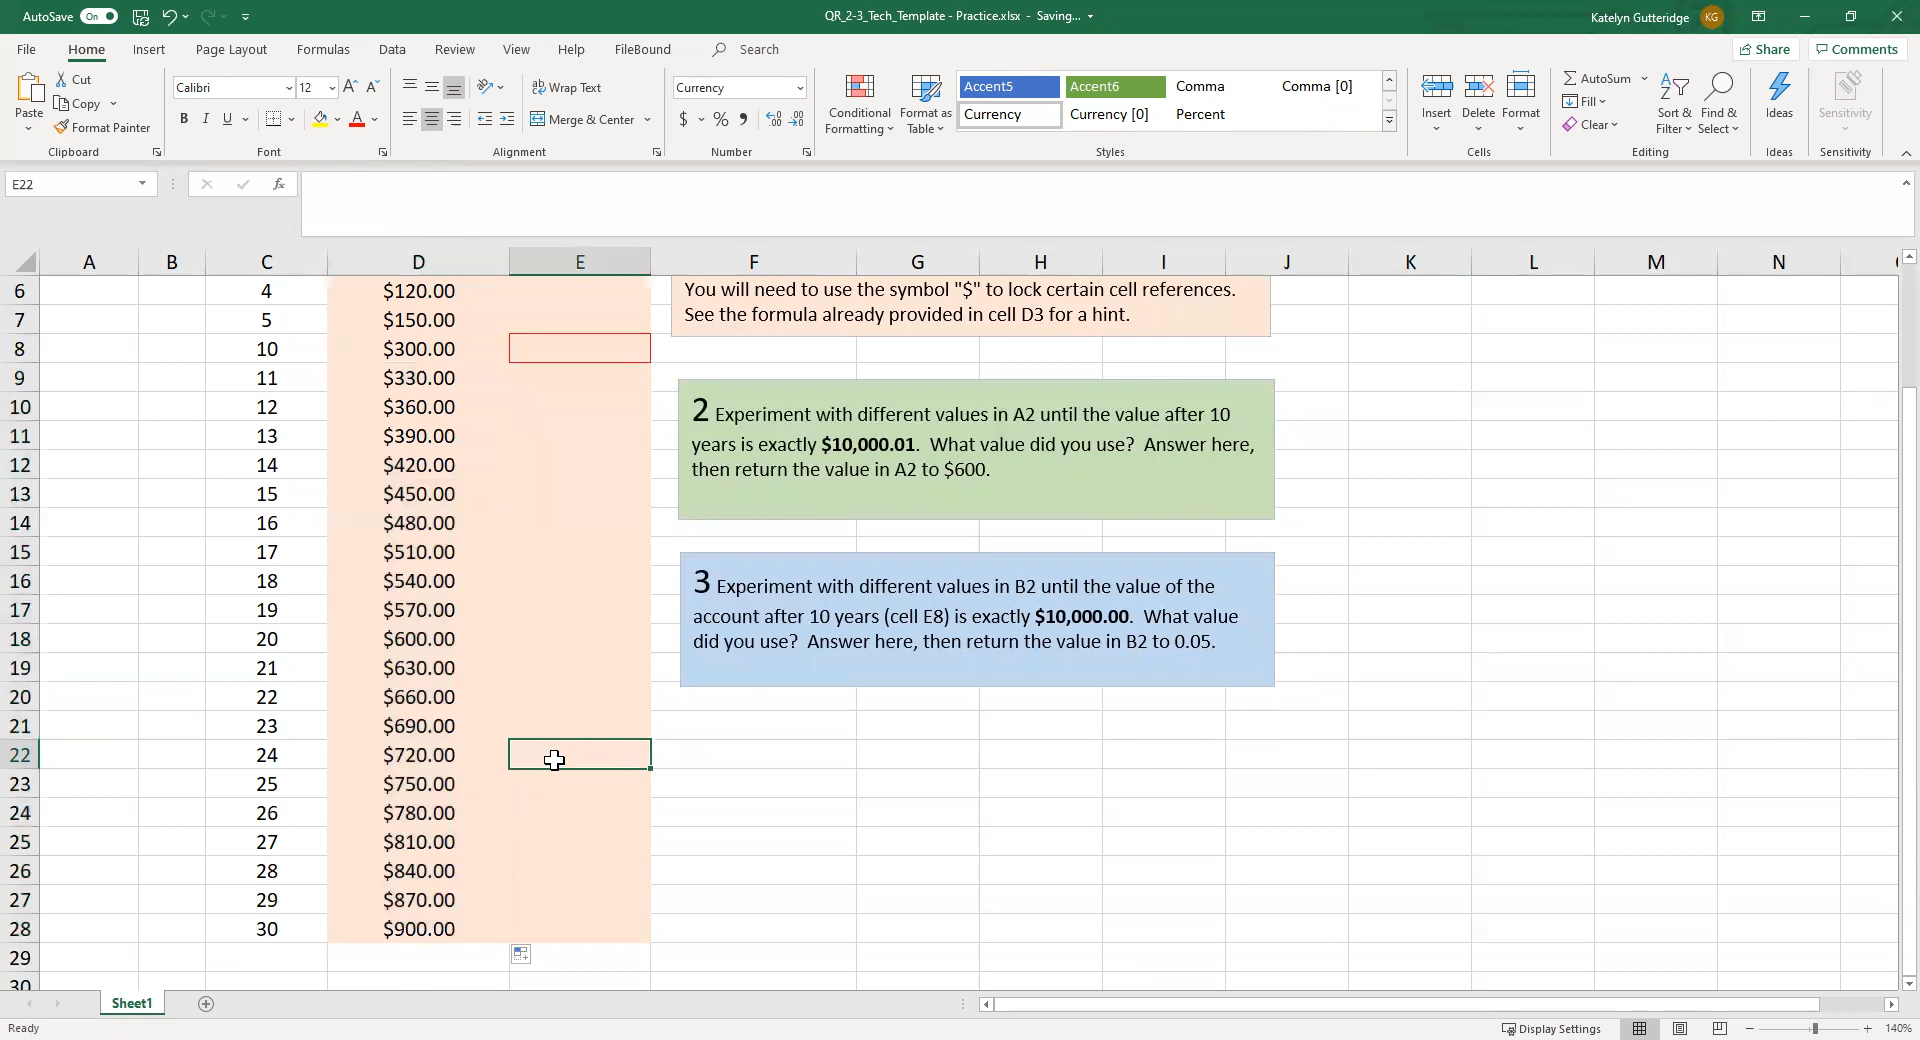 AutoSave On QR_2-3_Tech_Template - Practice.xlsx - Saving... Katelyn Gutteridge KG
File Home Insert Page Layout Formulas Data Review View Help FileBound Search Share Comments
Paste
Cut
Copy
Format Painter
Clipboard
Calibri 12
B I U
Font
Wrap Text
Merge & Center
Alignment
Currency
$ % 9
Number
Conditional Formatting
Format as Table
Accent5 Accent6 Comma Comma [0]
Currency Currency [0] Percent
Styles
Insert Delete Format
Cells
AutoSum
Fill
Clear
Sort & Filter
Find & Select
Editing
Ideas
Ideas
Sensitivity
Sensitivity
E22 fx
A B C D E F G H I J K L M N
6 4 $120.00
7 5 $150.00
8 10 $300.00
9 11 $330.00
10 12 $360.00
11 13 $390.00
12 14 $420.00
13 15 $450.00
14 16 $480.00
15 17 $510.00
16 18 $540.00
17 19 $570.00
18 20 $600.00
19 21 $630.00
20 22 $660.00
21 23 $690.00
22 24 $720.00
23 25 $750.00
24 26 $780.00
25 27 $810.00
26 28 $840.00
27 29 $870.00
28 30 $900.00
29
30
You will need to use the symbol "$" to lock certain cell references.
See the formula already provided in cell D3 for a hint.
2 Experiment with different values in A2 until the value after 10
years is exactly $10,000.01. What value did you use? Answer here,
then return the value in A2 to $600.
3 Experiment with different values in B2 until the value of the
account after 10 years (cell E8) is exactly $10,000.00. What value
did you use? Answer here, then return the value in B2 to 0.05.
Sheet1
Ready Display Settings 140%